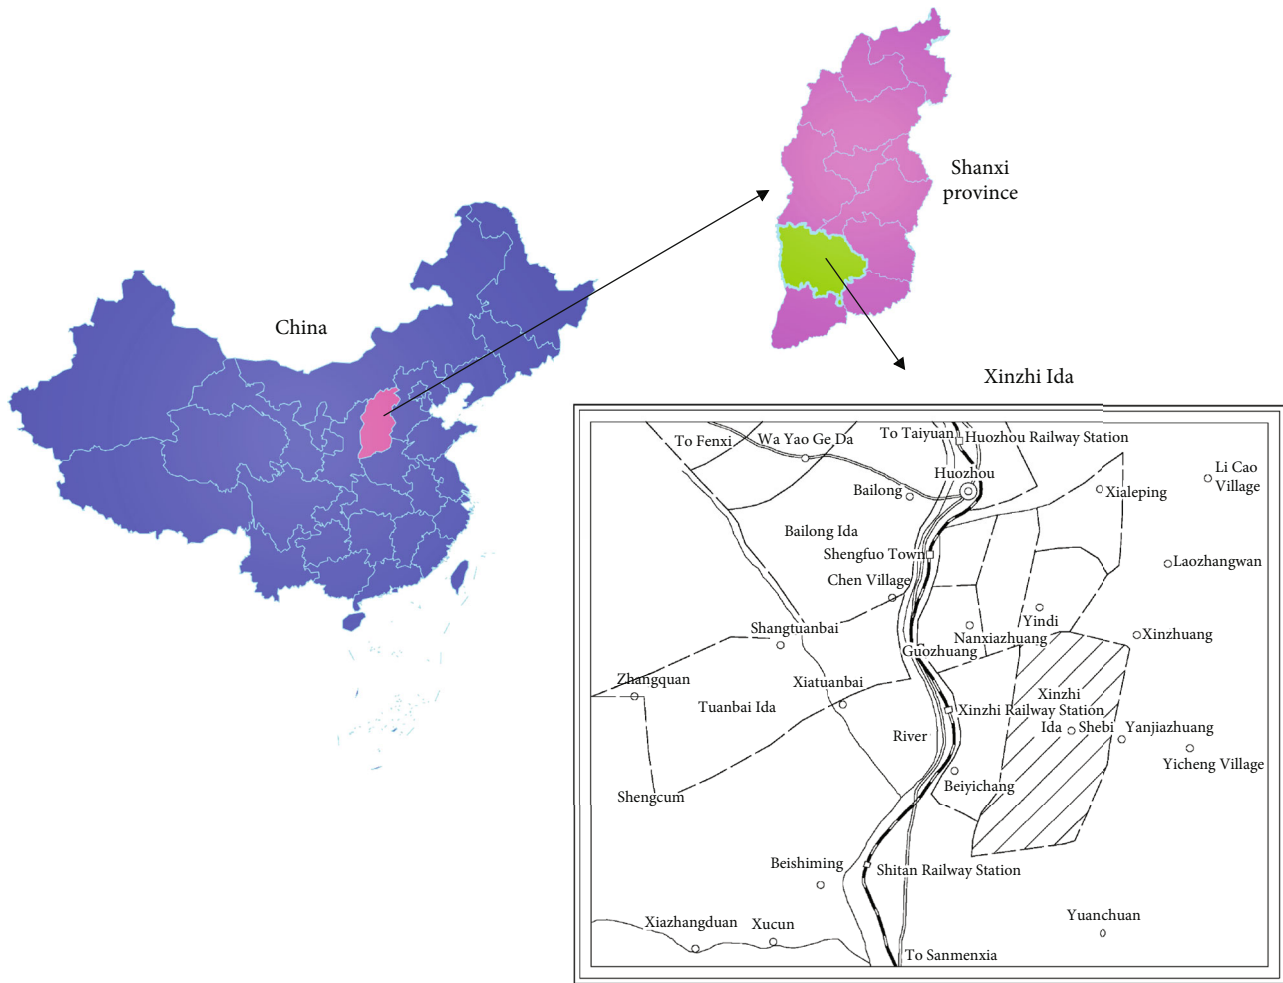 Shanxi
province
China
Xinzhi Ida
To Fenxi
Wa Yao Ge Da
To Taiyuan
Huozhou Railway Station
Huozhou
Li Cao
Village
Bailong
Xialeping
Bailong Ida
Shengfuo Town
Laozhangwan
Chen Village
Yindi
Shangtuanbai
Nanxiazhuang
Xinzhuang
Guozhuang
Zhangquan
Xiatuanbai
Xinzhi
Tuanbai Ida
Xinzhi Railway Station
River
Ida
Shebi
Yanjiazhuang
Yicheng Village
Beiyichang
Shengcum
Beishiming
Shitan Railway Station
Xiazhangduan
Xucun
Yuanchuan
To Sanmenxia